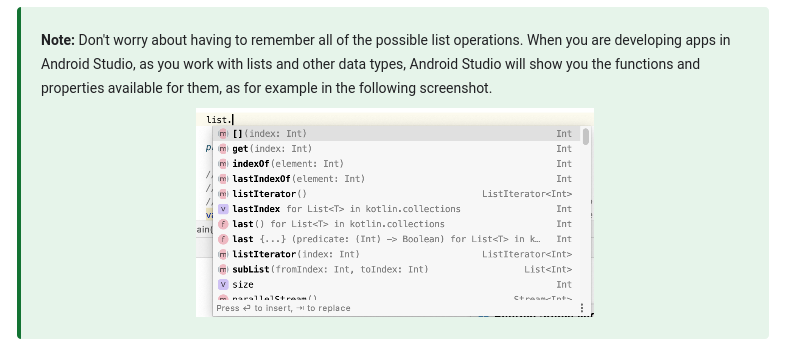 Note: Don't worry about having to remember all of the possible list operations. When you are developing apps in
Android Studio, as you work with lists and other data types, Android Studio will show you the functions and
properties available for them, as for example in the following screenshot.
list.
m [](index: Int) Int
m get(index: Int) Int
m indexOf(element: Int) Int
m lastIndexOf(element: Int) Int
m listIterator() ListIterator<Int>
v lastIndex for List<T> in kotlin.collections Int
f last() for List<T> in kotlin.collections Int
f last {...} (predicate: (Int) -> Boolean) for List<T> in k… Int
m listIterator(index: Int) ListIterator<Int>
m subList(fromIndex: Int, toIndex: Int) List<Int>
v size Int
m parallelStream() Stream<Int>
Press ↵ to insert, ⇥ to replace